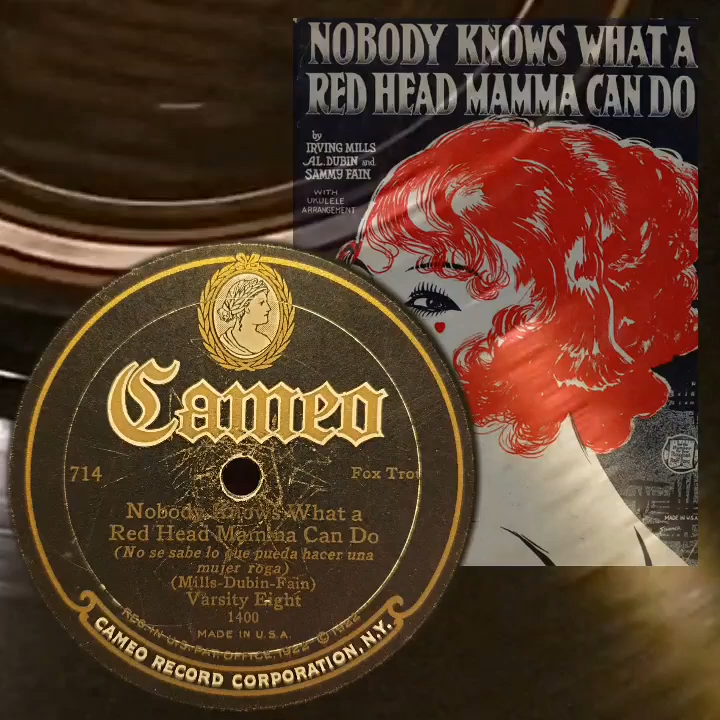 NOBODY KNOWS WHAT A
RED HEAD MAMMA CAN DO
by
IRVING MILLS
AL. DUBIN and
SAMMY FAIN
WITH
UKULELE
ARRANGEMENT
MADE IN U.S.A.
Cameo
714
Fox Trot
Nobody Knows What a
Red Head Mamma Can Do
(No se sabe lo que pueda hacer una
mujer roga)
(Mills-Dubin-Fain)
Varsity Eight
1400
MADE IN U.S.A.
REG. IN U.S. PAT. OFFICE, 1922 © 1922
CAMEO RECORD CORPORATION, N.Y.